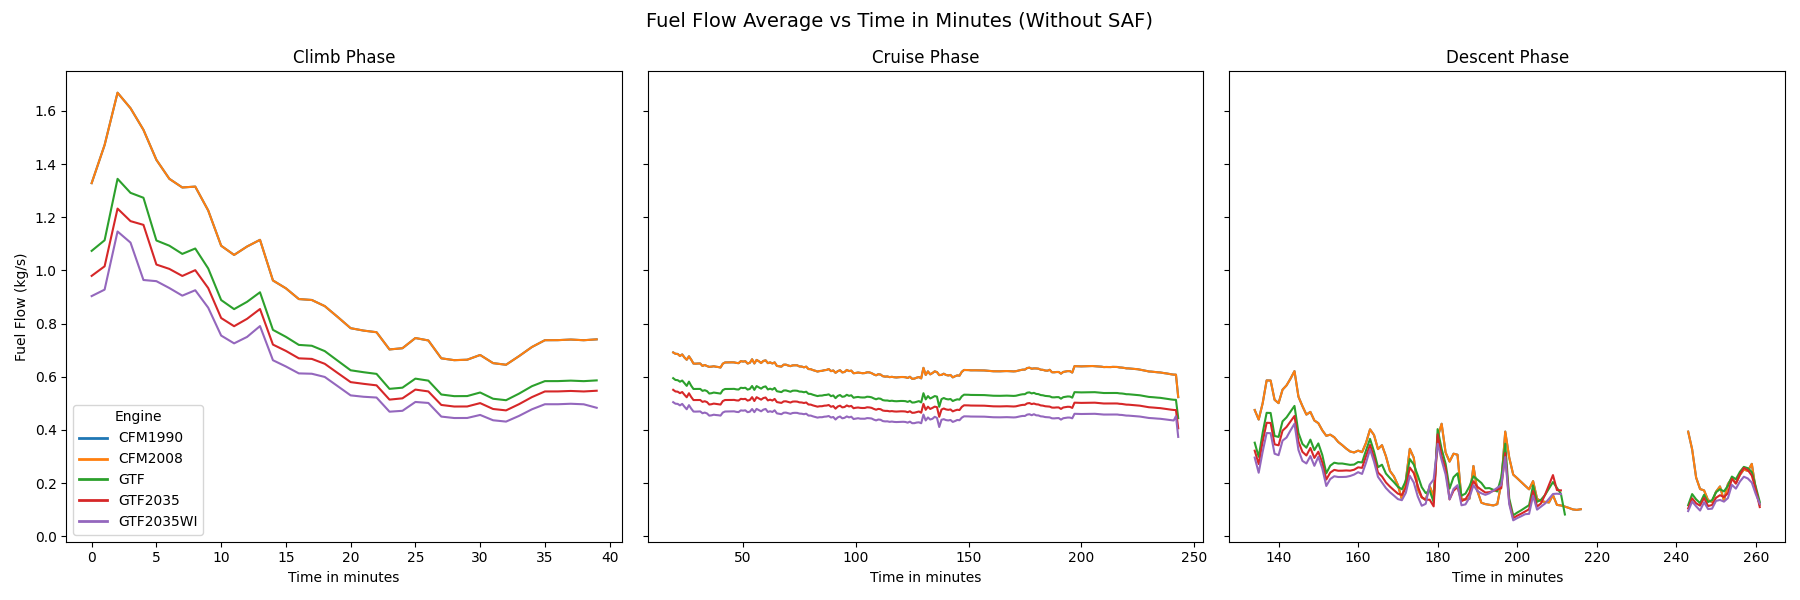 Fuel Flow Average vs Time in Minutes (Without SAF)
Climb Phase
Cruise Phase
Descent Phase
Fuel Flow (kg/s)
1.6
1.4
1.2
1.0
0.8
0.6
0.4
0.2
0.0
Engine
CFM1990
CFM2008
GTF
GTF2035
GTF2035WI
0 5 10 15 20 25 30 35 40
50 100 150 200 250
140 160 180 200 220 240 260
Time in minutes
Time in minutes
Time in minutes